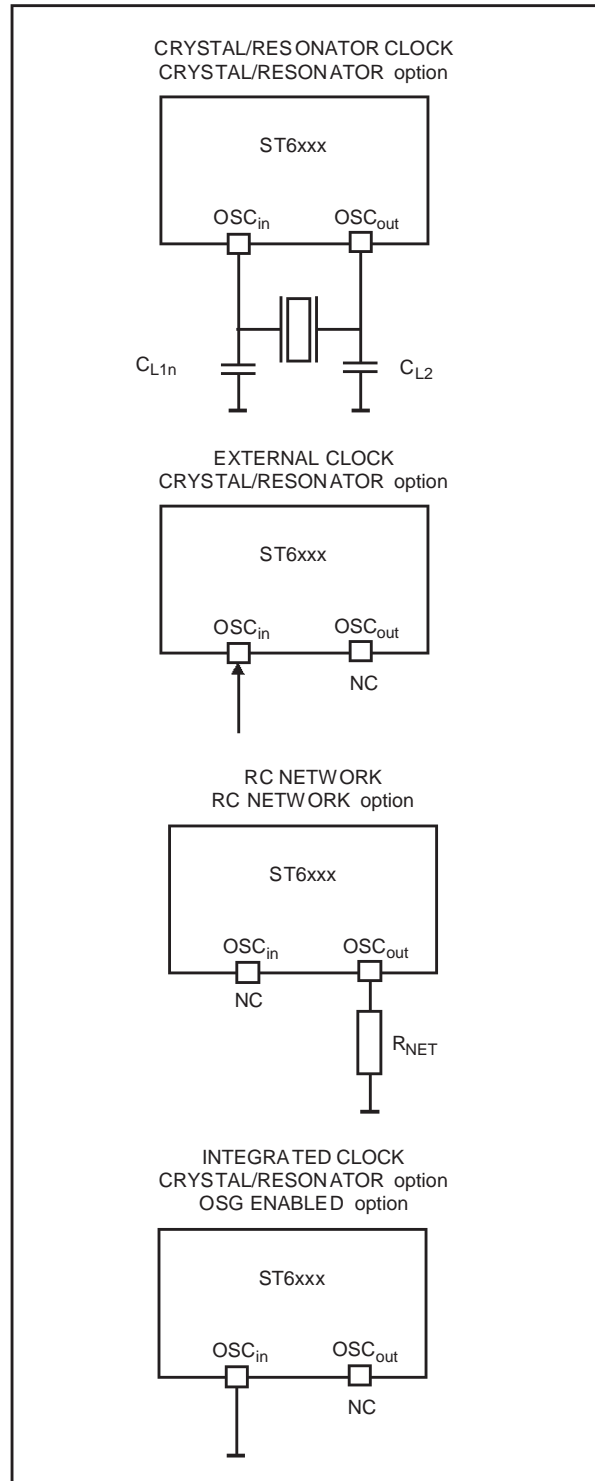 CRYSTAL/RESONATOR CLOCK
CRYSTAL/RESONATOR option
ST6xxx
OSCin OSCout
CL1n CL2
EXTERNAL CLOCK
CRYSTAL/RESONATOR option
ST6xxx
OSCin OSCout
NC
RC NETWORK
RC NETWORK option
ST6xxx
OSCin OSCout
NC
RNET
INTEGRATED CLOCK
CRYSTAL/RESONATOR option
OSG ENABLED option
ST6xxx
OSCin OSCout
NC